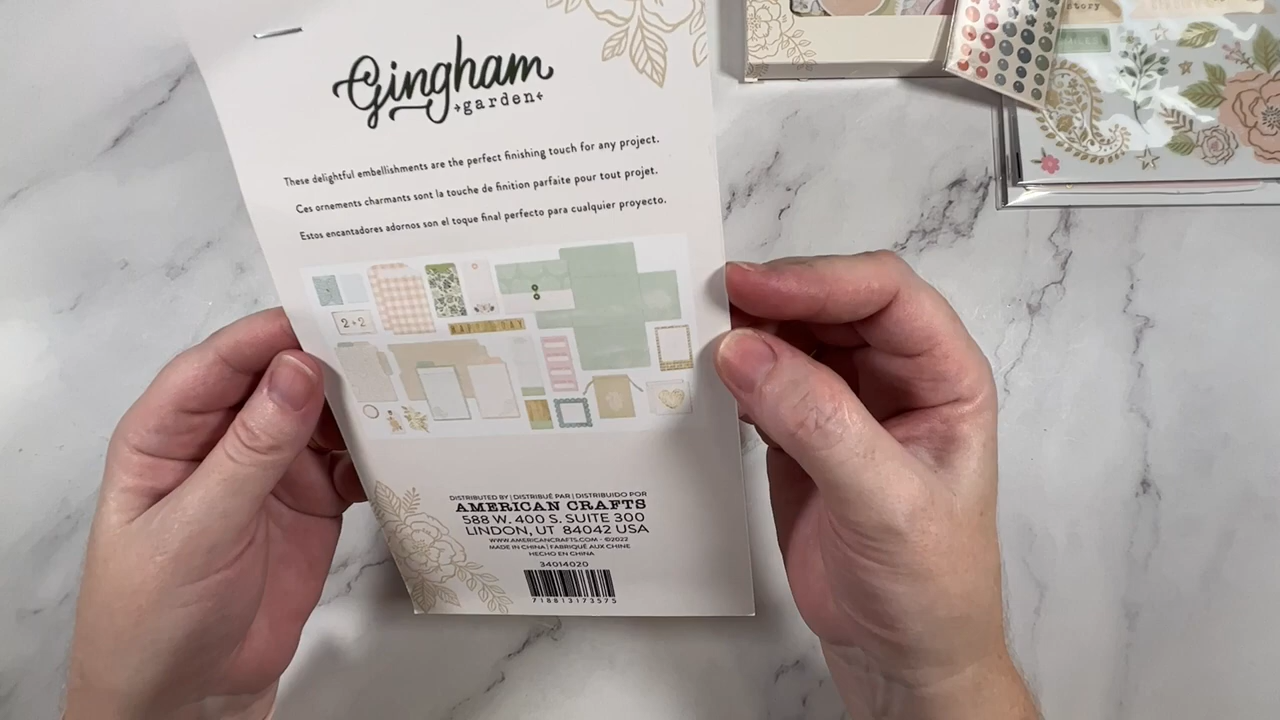 Gingham
garden
These delightful embellishments are the perfect finishing touch for any project.
Ces ornements charmants sont la touche de finition parfaite pour tout projet.
Estos encantadores adornos son el toque final perfecto para cualquier proyecto.
2+2
DISTRIBUTED BY | DISTRIBUÉ PAR | DISTRIBUIDO POR
AMERICAN CRAFTS
588 W. 400 S. SUITE 300
LINDON, UT 84042 USA
WWW.AMERICANCRAFTS.COM - ©2022
MADE IN CHINA | FABRIQUÉ AUX CHINE
HECHO EN CHINA
34014020
718813173575
story